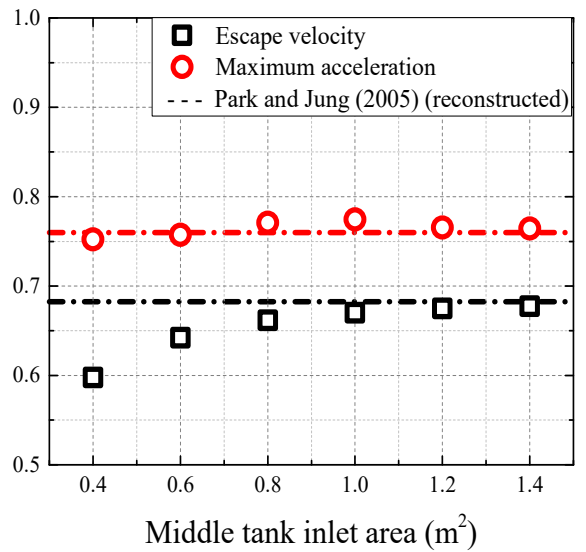 1.0
0.9
0.8
0.7
0.6
0.5
Escape velocity
Maximum acceleration
Park and Jung (2005) (reconstructed)
0.4 0.6 0.8 1.0 1.2 1.4
Middle tank inlet area (m²)